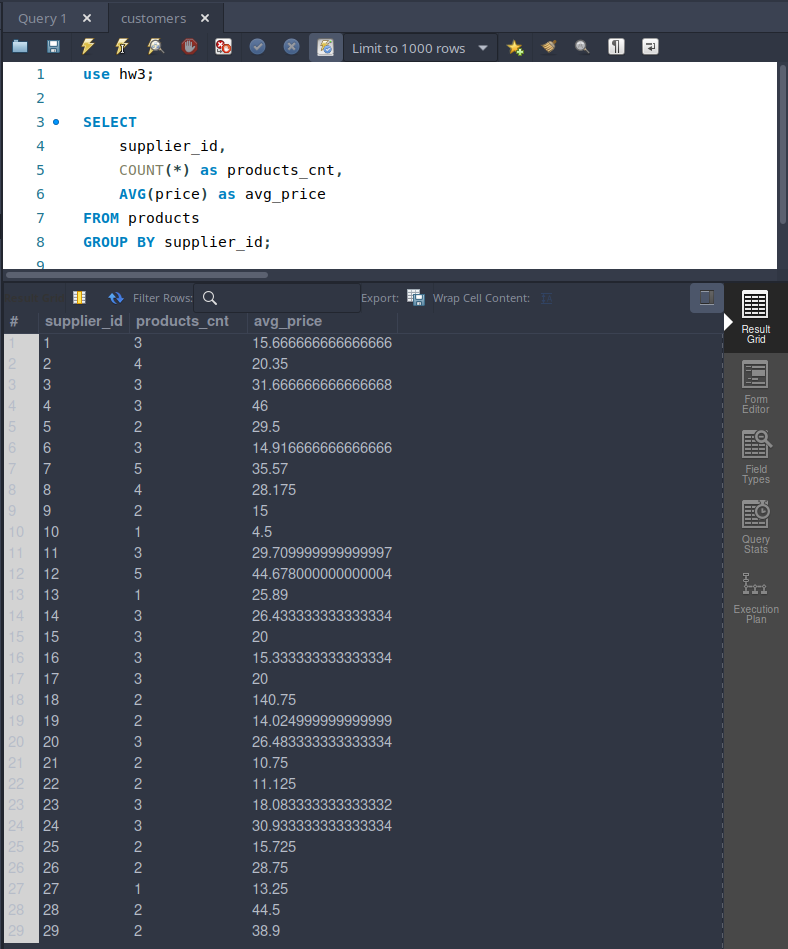 Query 1 customers
Limit to 1000 rows
1 use hw3;
2
3 SELECT
4 supplier_id,
5 COUNT(*) as products_cnt,
6 AVG(price) as avg_price
7 FROM products
8 GROUP BY supplier_id;
9
Filter Rows: Export: Wrap Cell Content:
# supplier_id products_cnt avg_price
1 1 3 15.666666666666666
2 2 4 20.35
3 3 3 31.666666666666668
4 4 3 46
5 5 2 29.5
6 6 3 14.916666666666666
7 7 5 35.57
8 8 4 28.175
9 9 2 15
10 10 1 4.5
11 11 3 29.709999999999997
12 12 5 44.678000000000004
13 13 1 25.89
14 14 3 26.433333333333334
15 15 3 20
16 16 3 15.333333333333334
17 17 3 20
18 18 2 140.75
19 19 2 14.024999999999999
20 20 3 26.483333333333334
21 21 2 10.75
22 22 2 11.125
23 23 3 18.083333333333332
24 24 3 30.933333333333334
25 25 2 15.725
26 26 2 28.75
27 27 1 13.25
28 28 2 44.5
29 29 2 38.9
Result
Grid
Form
Editor
Field
Types
Query
Stats
Execution
Plan